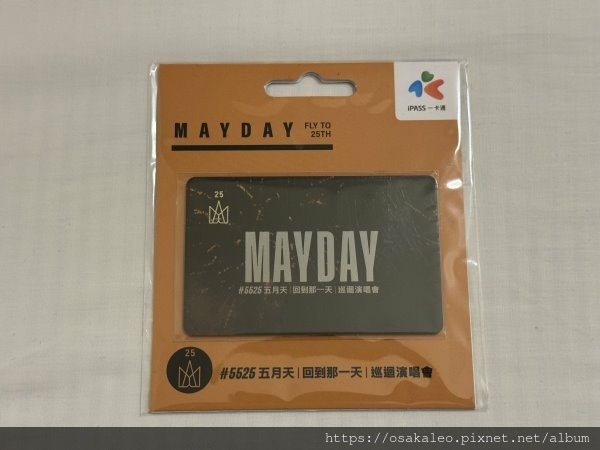 iPASS 一卡通
MAYDAY FLY TO
25TH
25
MAYDAY
#5525 五月天 | 回到那一天 | 巡迴演唱會
25
#5525 五月天 | 回到那一天 | 巡迴演唱會
https://osakaleo.pixnet.net/album